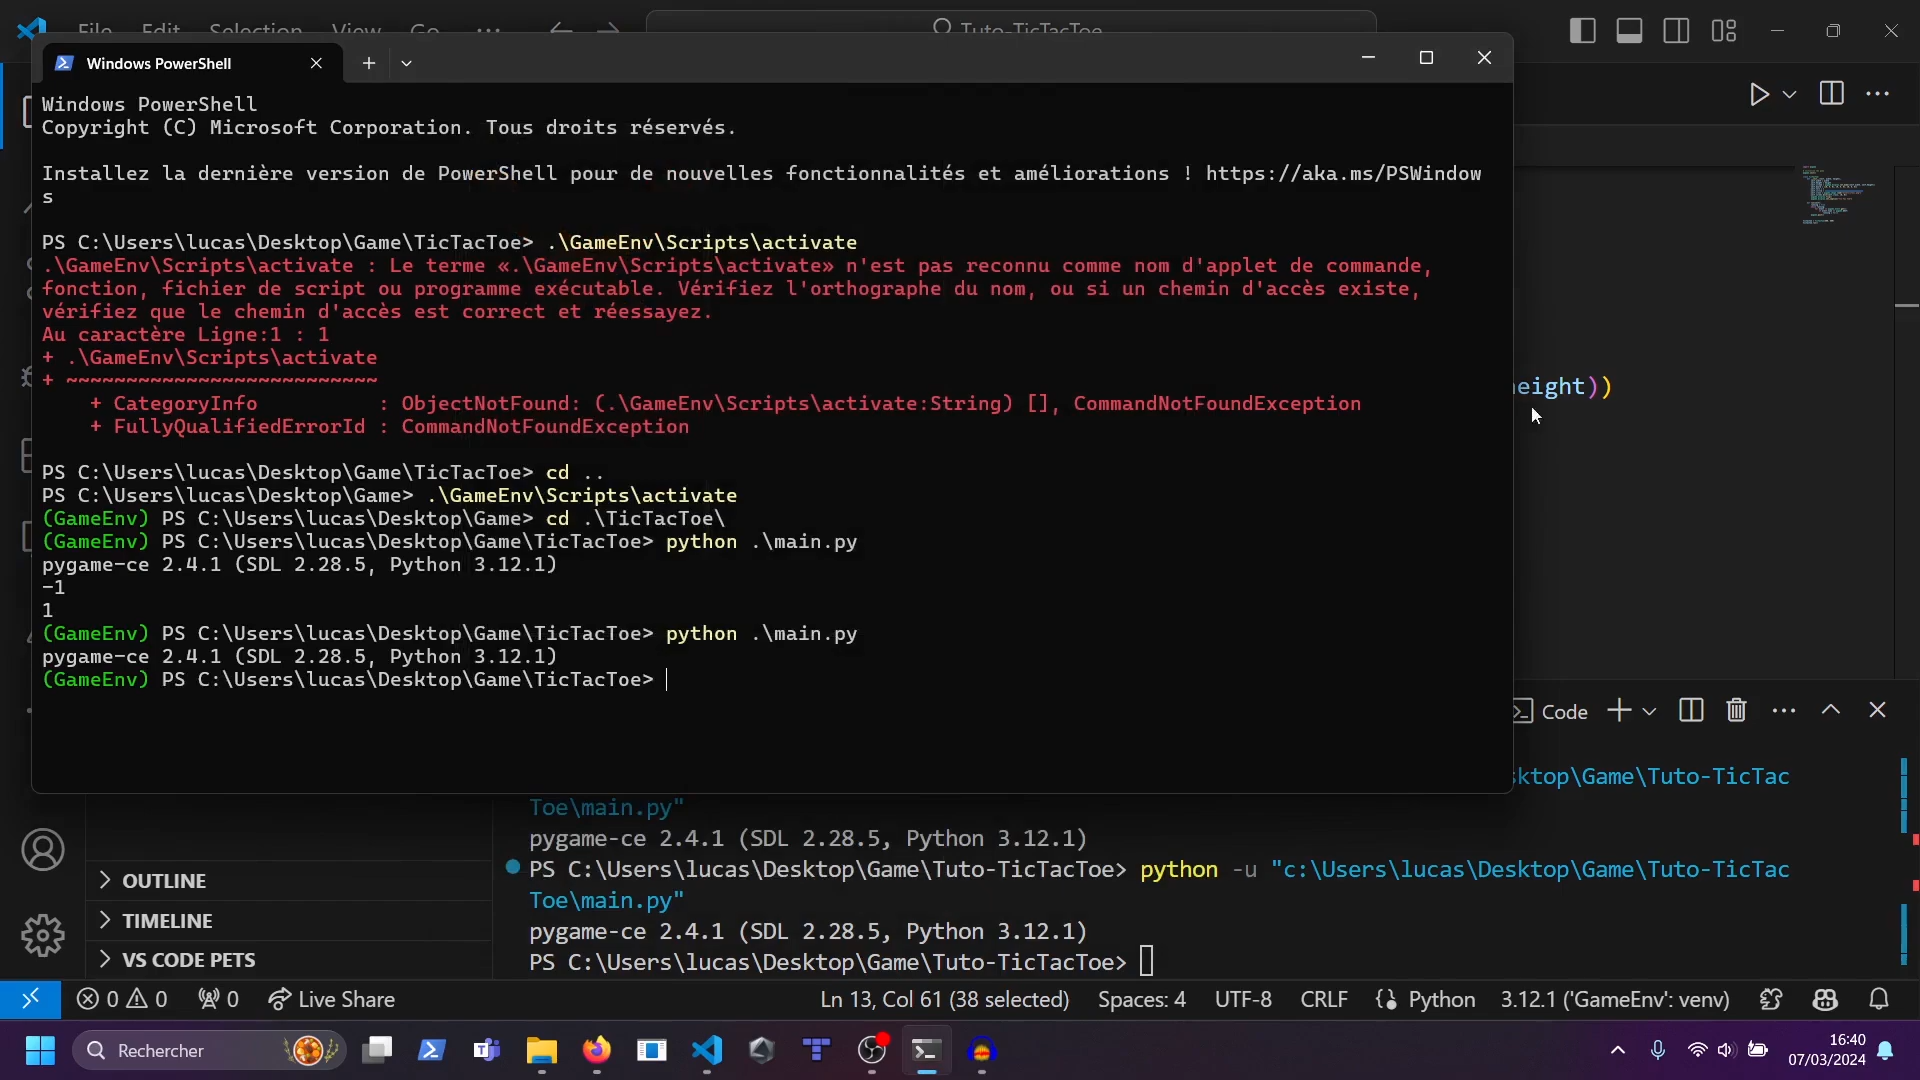 File Edit Selection View Go ...
Tuto-TicTacToe
Windows PowerShell
Windows PowerShell
Copyright (C) Microsoft Corporation. Tous droits réservés.
Installez la dernière version de PowerShell pour de nouvelles fonctionnalités et améliorations ! https://aka.ms/PSWindow
s
PS C:\Users\lucas\Desktop\Game\TicTacToe> .\GameEnv\Scripts\activate
.\GameEnv\Scripts\activate : Le terme «.\GameEnv\Scripts\activate» n'est pas reconnu comme nom d'applet de commande,
fonction, fichier de script ou programme exécutable. Vérifiez l'orthographe du nom, ou si un chemin d'accès existe,
vérifiez que le chemin d'accès est correct et réessayez.
Au caractère Ligne:1 : 1
+ .\GameEnv\Scripts\activate
+ ~~~~~~~~~~~~~~~~~~~~~~~~~~
+ CategoryInfo : ObjectNotFound: (.\GameEnv\Scripts\activate:String) [], CommandNotFoundException
+ FullyQualifiedErrorId : CommandNotFoundException
PS C:\Users\lucas\Desktop\Game\TicTacToe> cd ..
PS C:\Users\lucas\Desktop\Game> .\GameEnv\Scripts\activate
(GameEnv) PS C:\Users\lucas\Desktop\Game> cd .\TicTacToe\
(GameEnv) PS C:\Users\lucas\Desktop\Game\TicTacToe> python .\main.py
pygame-ce 2.4.1 (SDL 2.28.5, Python 3.12.1)
-1
1
(GameEnv) PS C:\Users\lucas\Desktop\Game\TicTacToe> python .\main.py
pygame-ce 2.4.1 (SDL 2.28.5, Python 3.12.1)
(GameEnv) PS C:\Users\lucas\Desktop\Game\TicTacToe>
height))
Code
sktop\Game\Tuto-TicTac
Toe\main.py"
pygame-ce 2.4.1 (SDL 2.28.5, Python 3.12.1)
PS C:\Users\lucas\Desktop\Game\Tuto-TicTacToe> python -u "c:\Users\lucas\Desktop\Game\Tuto-TicTac
Toe\main.py"
pygame-ce 2.4.1 (SDL 2.28.5, Python 3.12.1)
PS C:\Users\lucas\Desktop\Game\Tuto-TicTacToe>
OUTLINE
TIMELINE
VS CODE PETS
0 0 0 Live Share Ln 13, Col 61 (38 selected) Spaces: 4 UTF-8 CRLF Python 3.12.1 ('GameEnv': venv)
Rechercher
16:40
07/03/2024